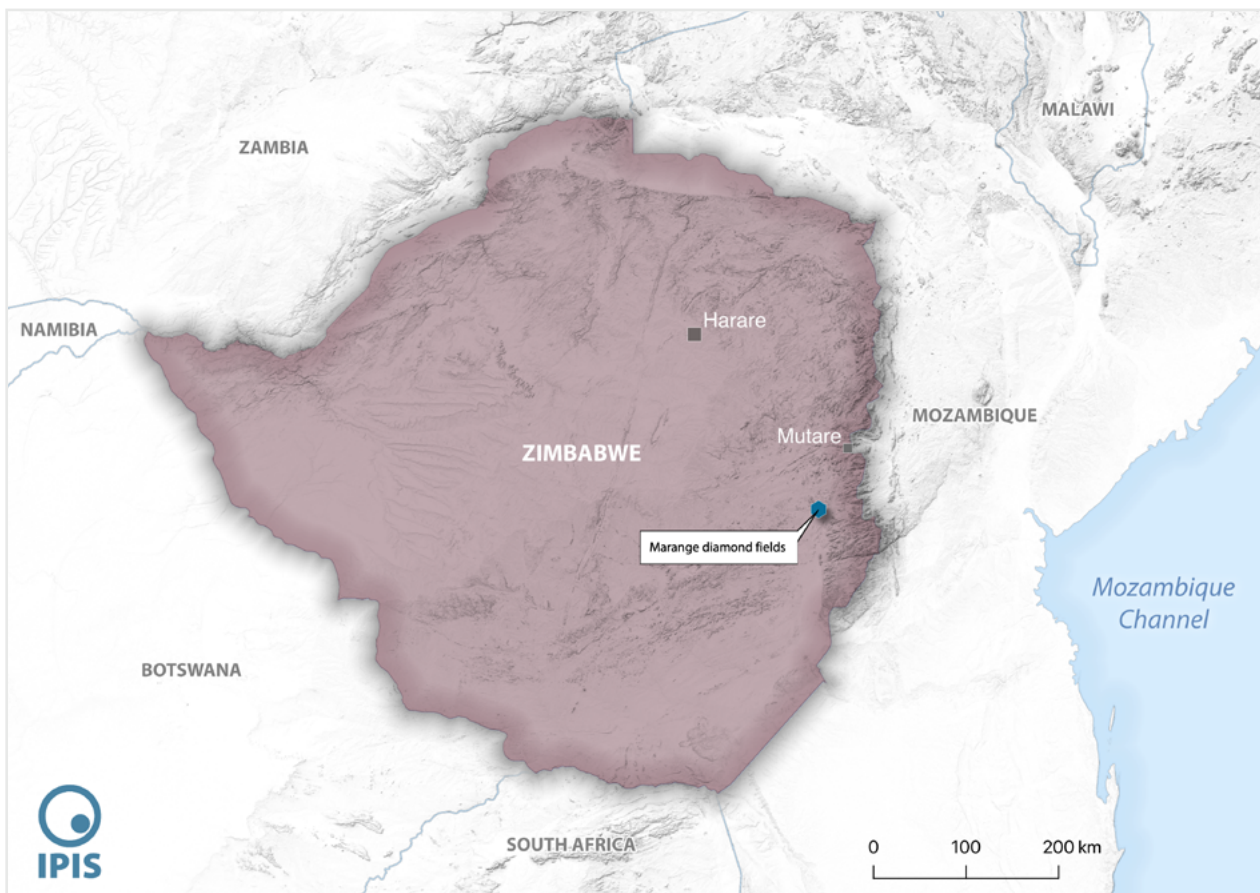 MALAWI
ZAMBIA
NAMIBIA
Harare
MOZAMBIQUE
Mutare
ZIMBABWE
Marange diamond fields
Mozambique
Channel
BOTSWANA
SOUTH AFRICA
0 100 200 km
IPIS